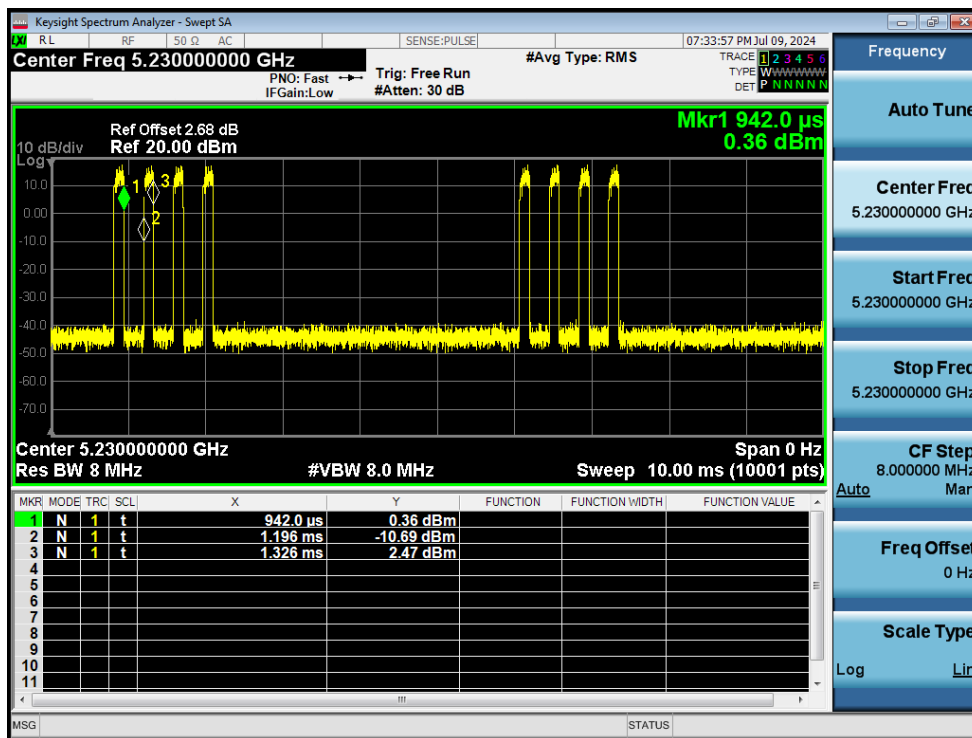 Keysight Spectrum Analyzer - Swept SA
LXI RL RF 50 Ω AC SENSE:PULSE 07:33:57 PM Jul 09, 2024
Center Freq 5.230000000 GHz
PNO: Fast
IFGain:Low
Trig: Free Run
#Atten: 30 dB
#Avg Type: RMS
TRACE 1 2 3 4 5 6
TYPE WWWWWW
DET P N N N N N
Ref Offset 2.68 dB
10 dB/div Ref 20.00 dBm
Log
Mkr1 942.0 µs
0.36 dBm
10.0
0.00
-10.0
-20.0
-30.0
-40.0
-50.0
-60.0
-70.0
1
2
3
Center 5.230000000 GHz Span 0 Hz
Res BW 8 MHz #VBW 8.0 MHz Sweep 10.00 ms (10001 pts)
MKR MODE TRC SCL X Y FUNCTION FUNCTION WIDTH FUNCTION VALUE
1 N 1 t 942.0 µs 0.36 dBm
2 N 1 t 1.196 ms -10.69 dBm
3 N 1 t 1.326 ms 2.47 dBm
4
5
6
7
8
9
10
11
MSG STATUS
Frequency
Auto Tune
Center Freq
5.230000000 GHz
Start Freq
5.230000000 GHz
Stop Freq
5.230000000 GHz
CF Step
8.000000 MHz
Auto Man
Freq Offset
0 Hz
Scale Type
Log Lin